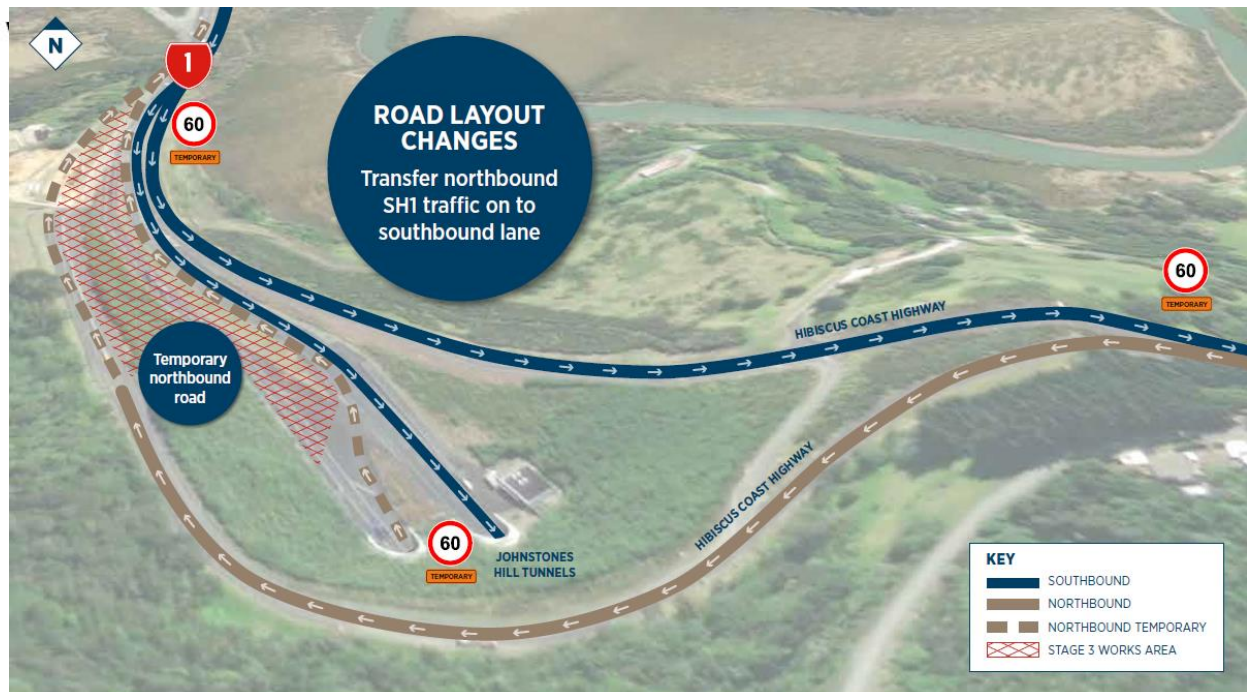 N
1
60
TEMPORARY
ROAD LAYOUT
CHANGES
Transfer northbound
SH1 traffic on to
southbound lane
60
TEMPORARY
HIBISCUS COAST HIGHWAY
Temporary
northbound
road
HIBISCUS COAST HIGHWAY
60
TEMPORARY
JOHNSTONES
HILL TUNNELS
KEY
SOUTHBOUND
NORTHBOUND
NORTHBOUND TEMPORARY
STAGE 3 WORKS AREA